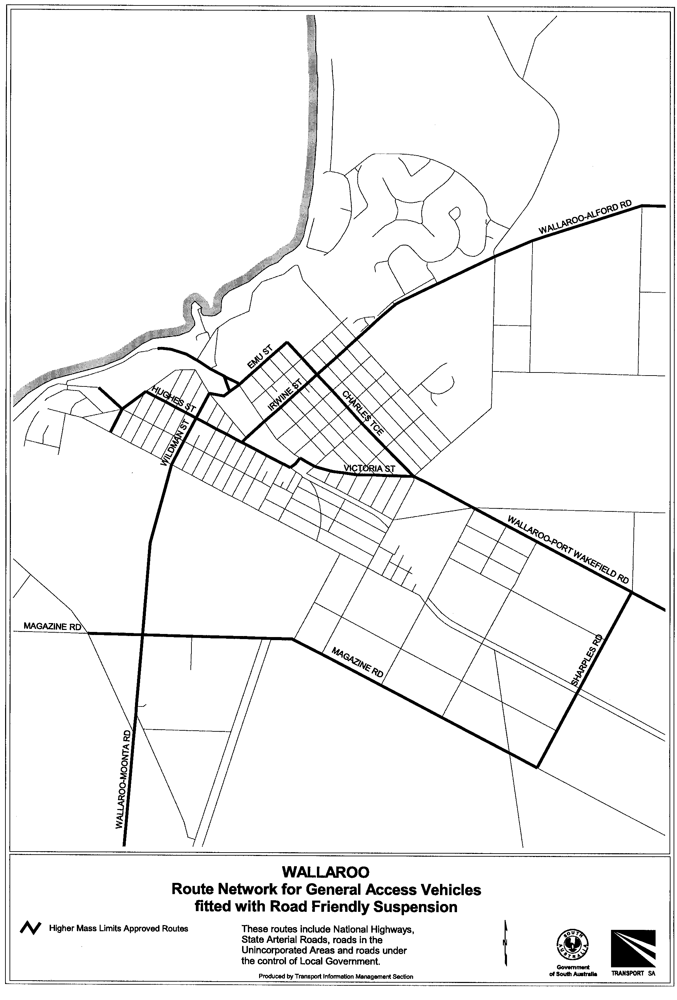 WALLAROO-ALFORD RD
EMU ST
IRWINE ST
HUGHES ST
CHARLES TCE
WILDMAN ST
VICTORIA ST
WALLAROO-PORT WAKEFIELD RD
MAGAZINE RD
MAGAZINE RD
SHARPLES RD
WALLAROO-MOONTA RD
WALLAROO
Route Network for General Access Vehicles
fitted with Road Friendly Suspension
Higher Mass Limits Approved Routes
These routes include National Highways,
State Arterial Roads, roads in the
Unincorporated Areas and roads under
the control of Local Government.
Produced by Transport Information Management Section
N
SOUTH
AUSTRALIA
Government
of South Australia
TRANSPORT SA